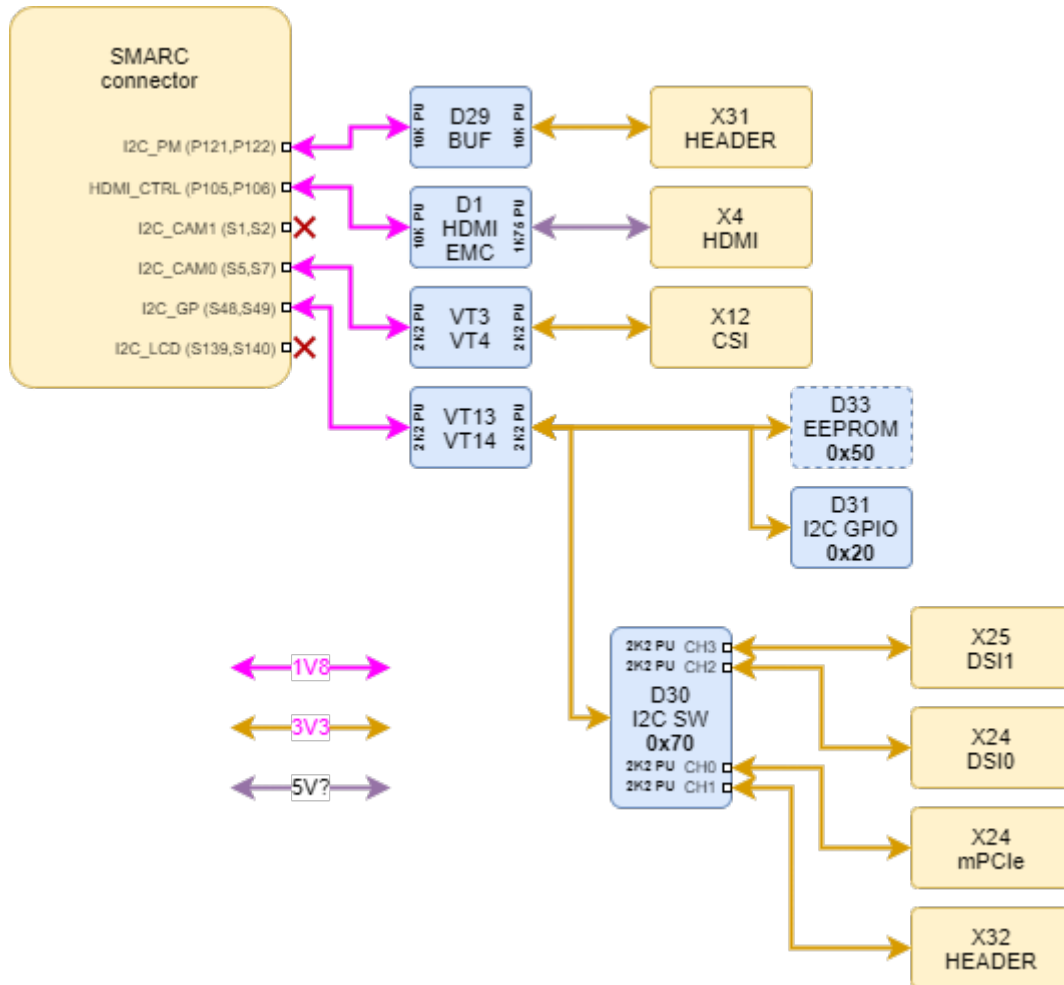 SMARC
connector
I2C_PM (P121,P122)
HDMI_CTRL (P105,P106)
I2C_CAM1 (S1,S2)
I2C_CAM0 (S5,S7)
I2C_GP (S48,S49)
I2C_LCD (S139,S140)
10K PU
D29
BUF
10K PU
X31
HEADER
10K PU
D1
HDMI
EMC
1K75 PU
X4
HDMI
2K2 PU
VT3
VT4
2K2 PU
X12
CSI
2K2 PU
VT13
VT14
2K2 PU
D33
EEPROM
0x50
D31
I2C GPIO
0x20
2K2 PU CH3
2K2 PU CH2
D30
I2C SW
0x70
2K2 PU CH0
2K2 PU CH1
X25
DSI1
X24
DSI0
X24
mPCIe
X32
HEADER
1V8
3V3
5V?